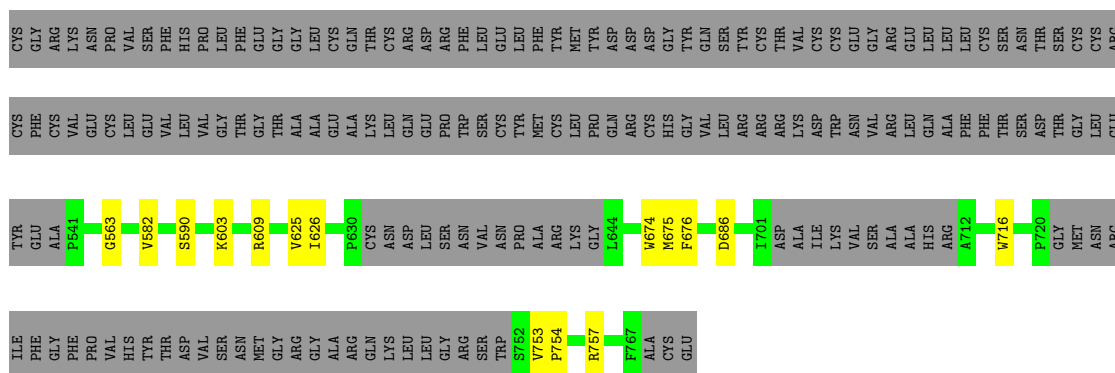 CYS GLY ARG LYS ASN PRO VAL SER PHE HIS PRO LEU PHE GLU GLY GLY LEU CYS GLN THR CYS ARG ASP ARG PHE LEU GLU LEU PHE TYR MET TYR ASP ASP ASP GLY TYR GLN SER TYR CYS THR VAL CYS CYS GLU GLY ARG GLU LEU LEU LEU CYS SER ASN THR SER CYS CYS ARG
CYS PHE CYS VAL GLU CYS LEU GLU VAL LEU VAL GLY THR GLY THR ALA ALA GLU ALA LYS LEU GLN GLU PRO TRP SER CYS TYR MET CYS LEU PRO GLN ARG CYS HIS GLY VAL LEU ARG ARG ARG LYS ASP TRP ASN VAL ARG LEU GLN ALA PHE PHE THR SER ASP THR GLY LEU GLU
TYR GLU ALA P541 G563 V582 S590 K603 R609 V625 I626 P630 CYS ASN ASP LEU SER ASN VAL ASN PRO ALA ARG LYS GLY L644 W674 M675 F676 D686 I701 ASP ALA ILE LYS VAL SER ALA ALA HIS ARG A712 W716 P720 GLY MET ASN ARG
ILE PHE GLY PHE PRO VAL HIS TYR THR ASP VAL SER ASN MET GLY ARG GLY ALA ARG GLN LYS LEU LEU GLY ARG SER TRP S752 V753 P754 R757 F767 ALA CYS GLU